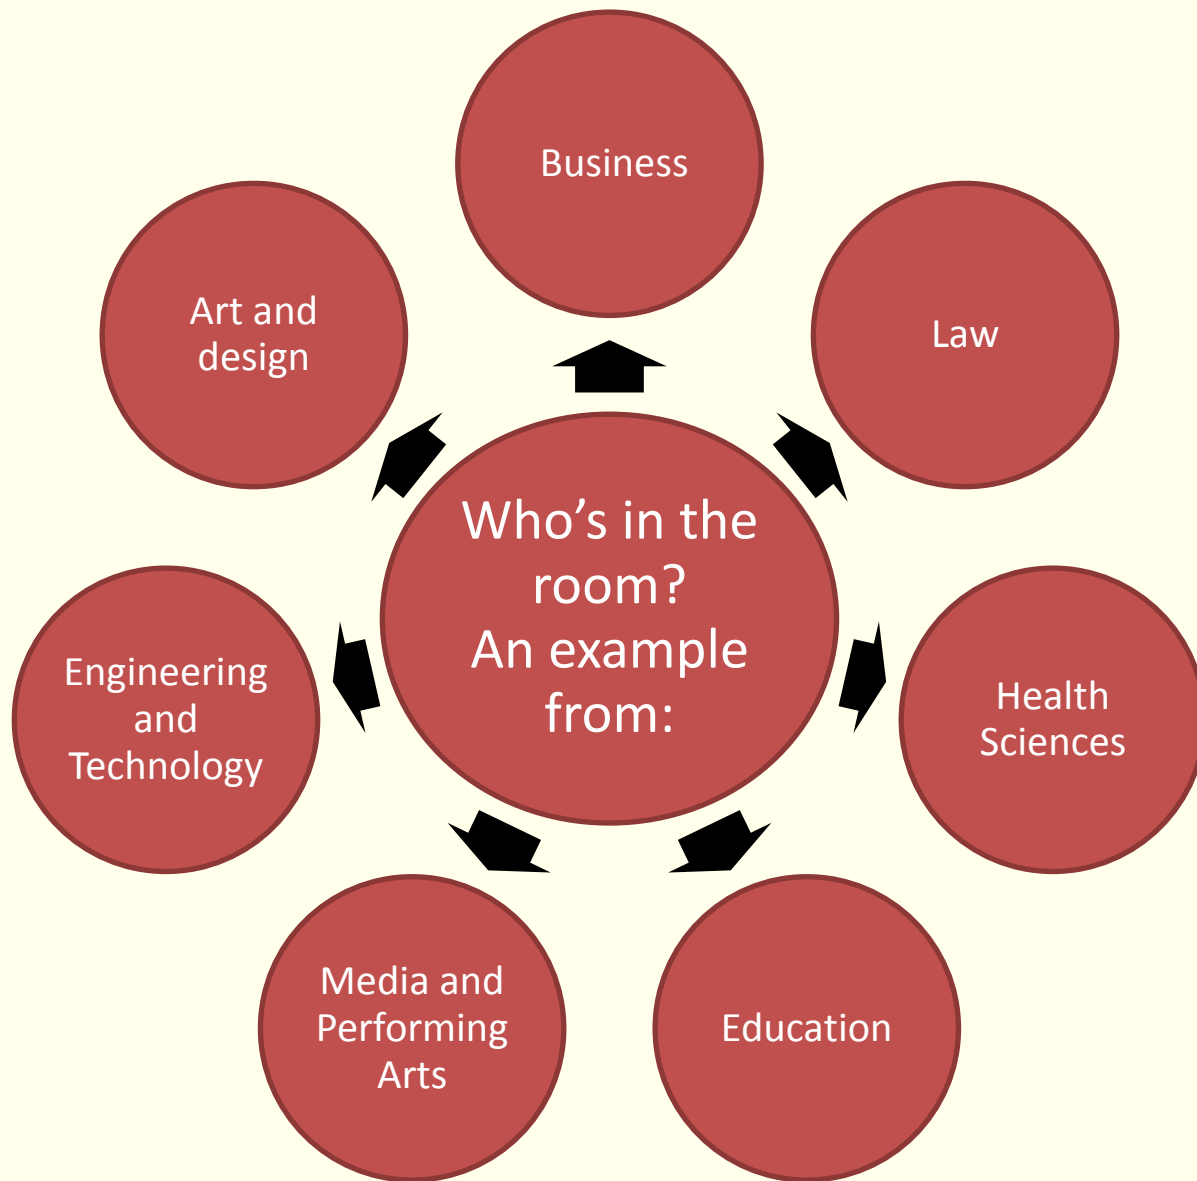 Business
Law
Health
Sciences
Education
Media and
Performing
Arts
Engineering
and
Technology
Art and
design
Who’s in the
room?
An example
from: